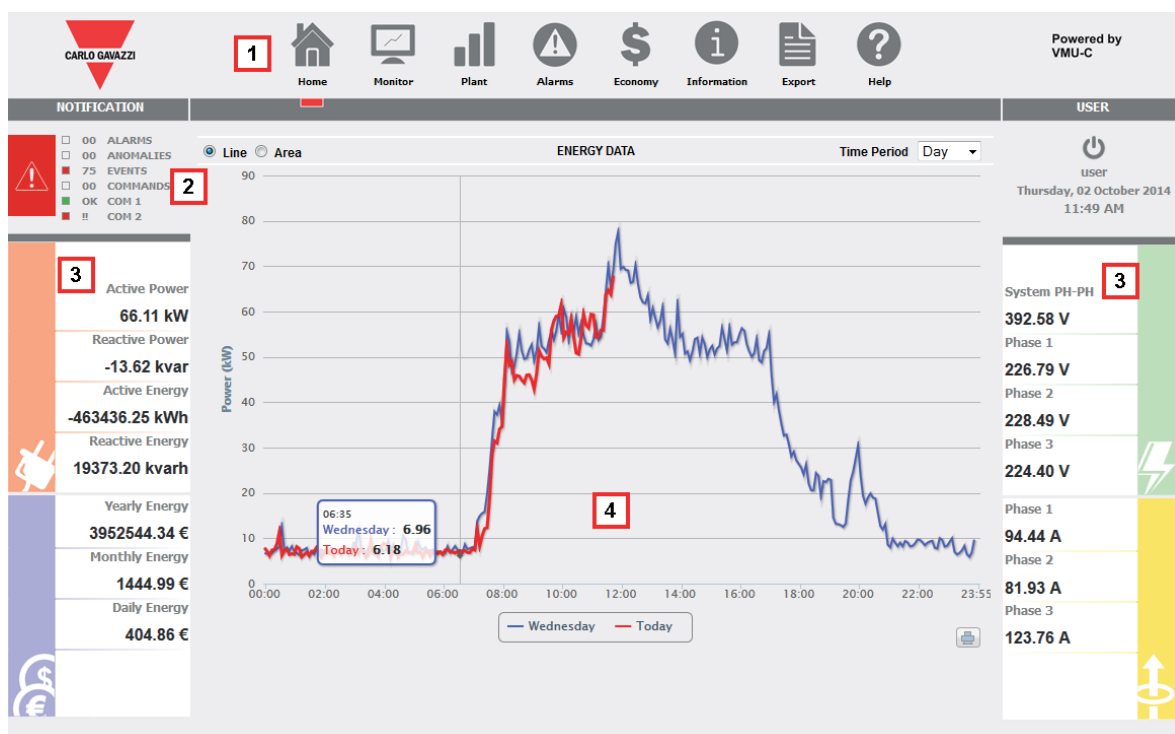 CARLO GAVAZZI
1
Home
Monitor
Plant
Alarms
Economy
Information
Export
Help
Powered by
VMU-C
NOTIFICATION
USER
00 ALARMS
00 ANOMALIES
75 EVENTS
00 COMMANDS
OK COM 1
!! COM 2
2
Line
Area
ENERGY DATA
Time Period Day
user
Thursday, 02 October 2014
11:49 AM
3
Active Power
66.11 kW
Reactive Power
-13.62 kvar
Active Energy
-463436.25 kWh
Reactive Energy
19373.20 kvarh
Yearly Energy
3952544.34 €
Monthly Energy
1444.99 €
Daily Energy
404.86 €
Power (kW)
90
80
70
60
50
40
30
20
10
0
00:00 02:00 04:00 06:00 08:00 10:00 12:00 14:00 16:00 18:00 20:00 22:00 23:55
06:35
Wednesday : 6.96
Today : 6.18
4
Wednesday
Today
3
System PH-PH
392.58 V
Phase 1
226.79 V
Phase 2
228.49 V
Phase 3
224.40 V
Phase 1
94.44 A
Phase 2
81.93 A
Phase 3
123.76 A